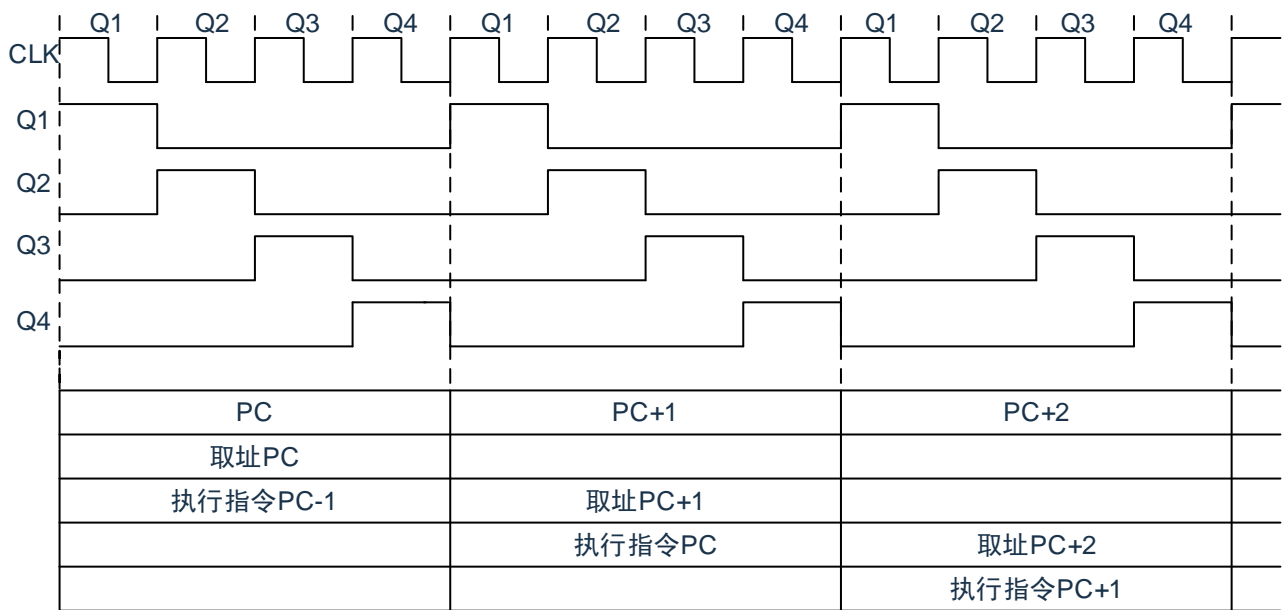 Q1 Q2 Q3 Q4 Q1 Q2 Q3 Q4 Q1 Q2 Q3 Q4
CLK
Q1
Q2
Q3
Q4
PC PC+1 PC+2
取址PC
执行指令PC-1 取址PC+1
执行指令PC 取址PC+2
执行指令PC+1